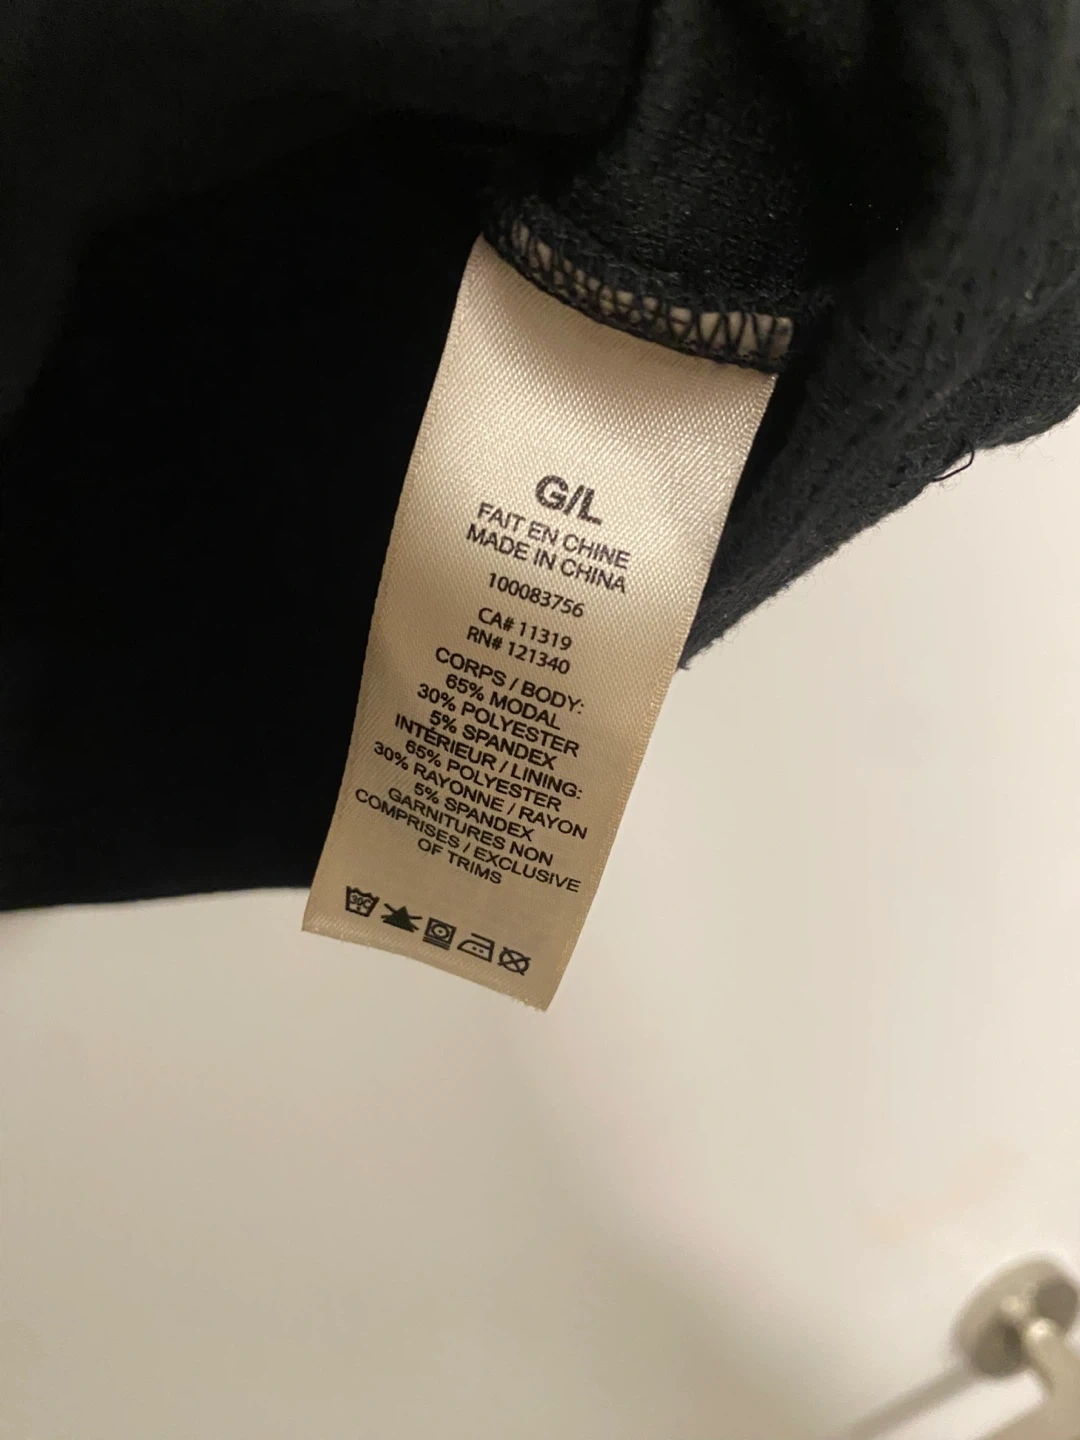 G/L
FAIT EN CHINE
MADE IN CHINA
100083756
CA# 11319
RN# 121340
CORPS / BODY:
65% MODAL
30% POLYESTER
5% SPANDEX
INTÉRIEUR / LINING:
65% POLYESTER
30% RAYONNE / RAYON
5% SPANDEX
GARNITURES NON
COMPRISES / EXCLUSIVE
OF TRIMS
30C